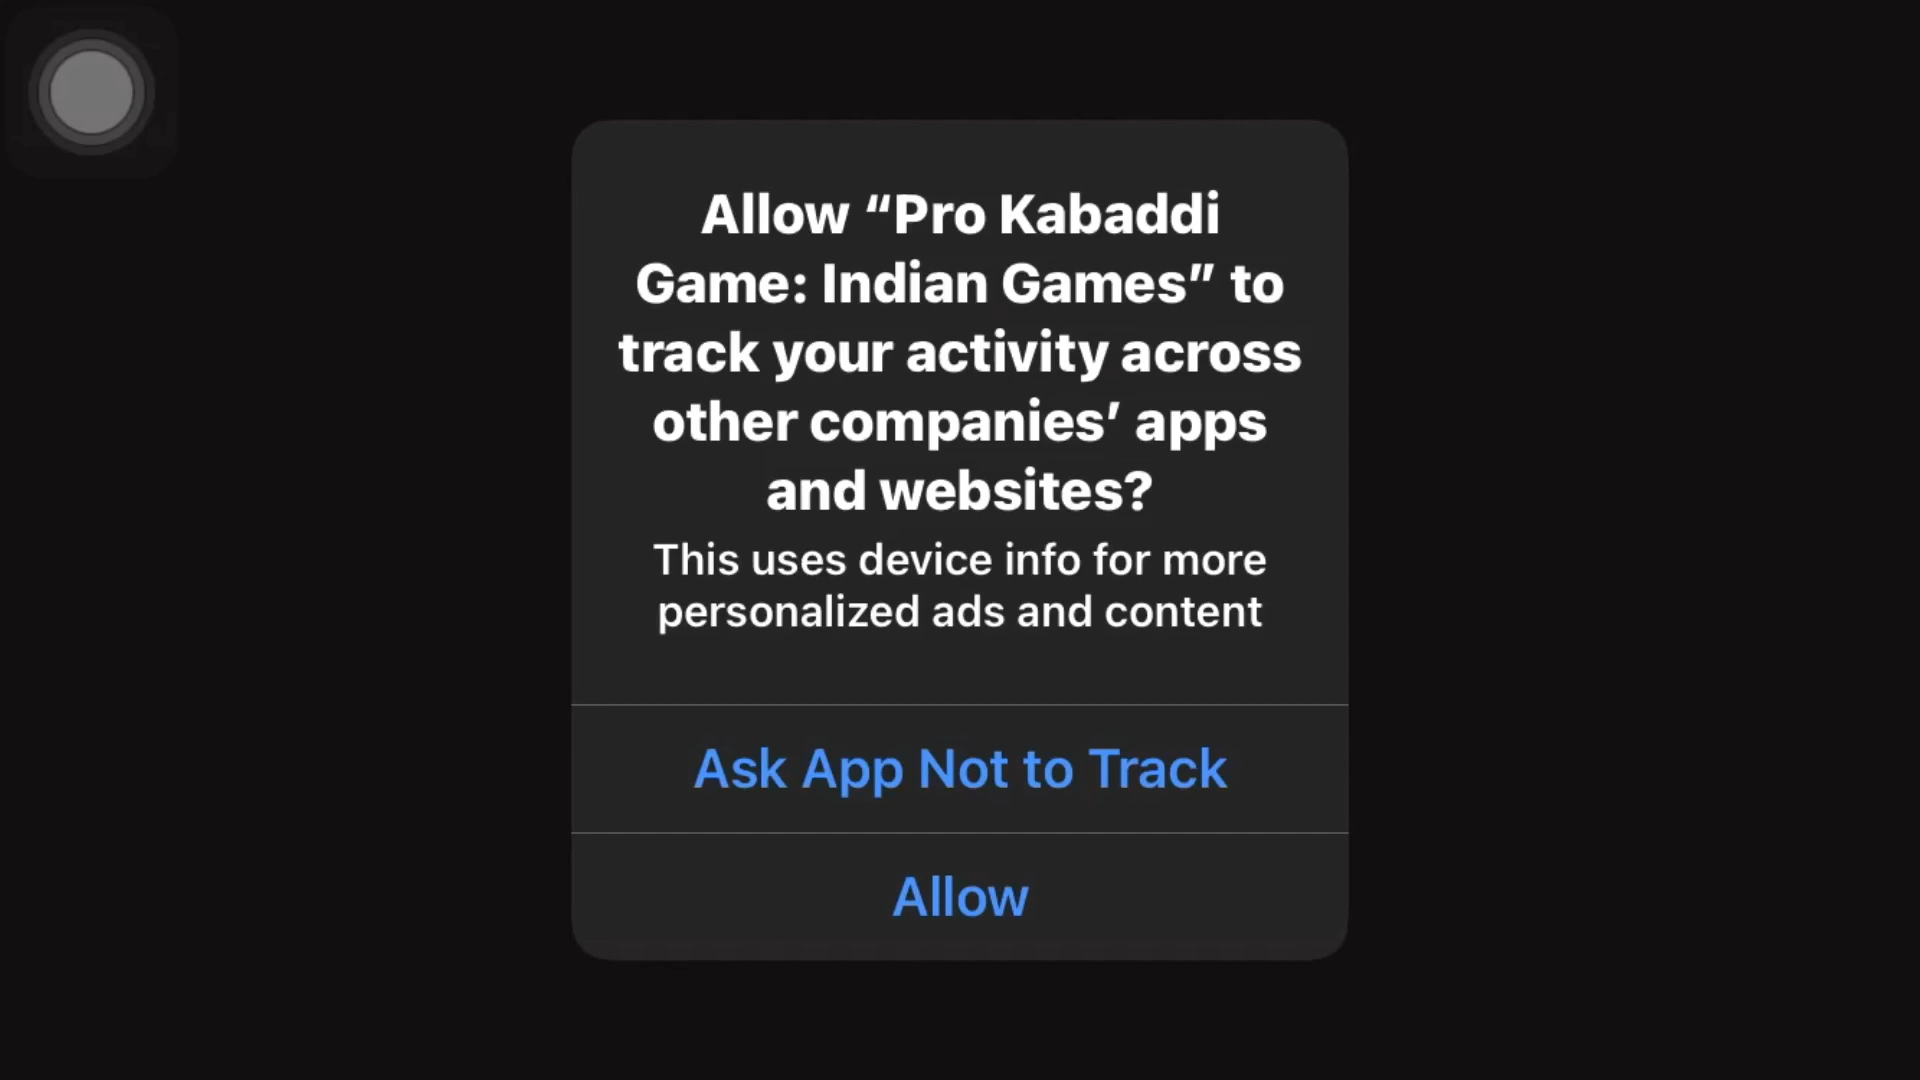 Allow “Pro Kabaddi
Game: Indian Games” to
track your activity across
other companies’ apps
and websites?
This uses device info for more
personalized ads and content
Ask App Not to Track
Allow